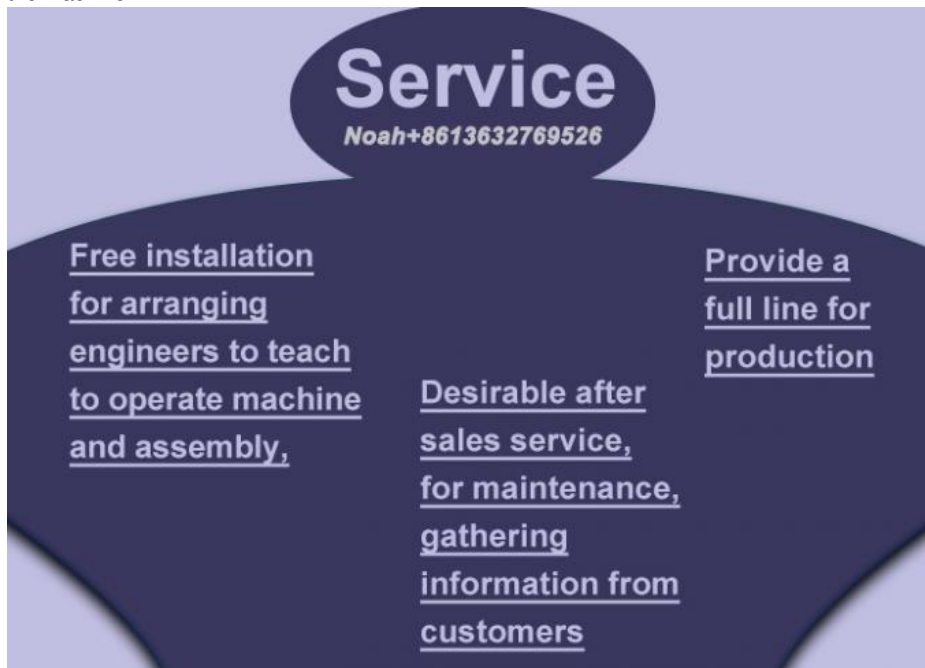 Service
Noah+8613632769526
Free installation
for arranging
engineers to teach
to operate machine
and assembly,
Desirable after
sales service,
for maintenance,
gathering
information from
customers
Provide a
full line for
production